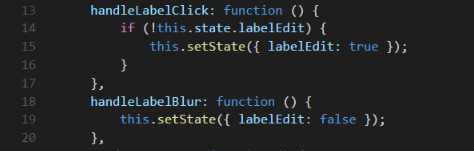 13 handleLabelClick: function () {
14 if (!this.state.labelEdit) {
15 this.setState({ labelEdit: true });
16 }
17 },
18 handleLabelBlur: function () {
19 this.setState({ labelEdit: false });
20 },